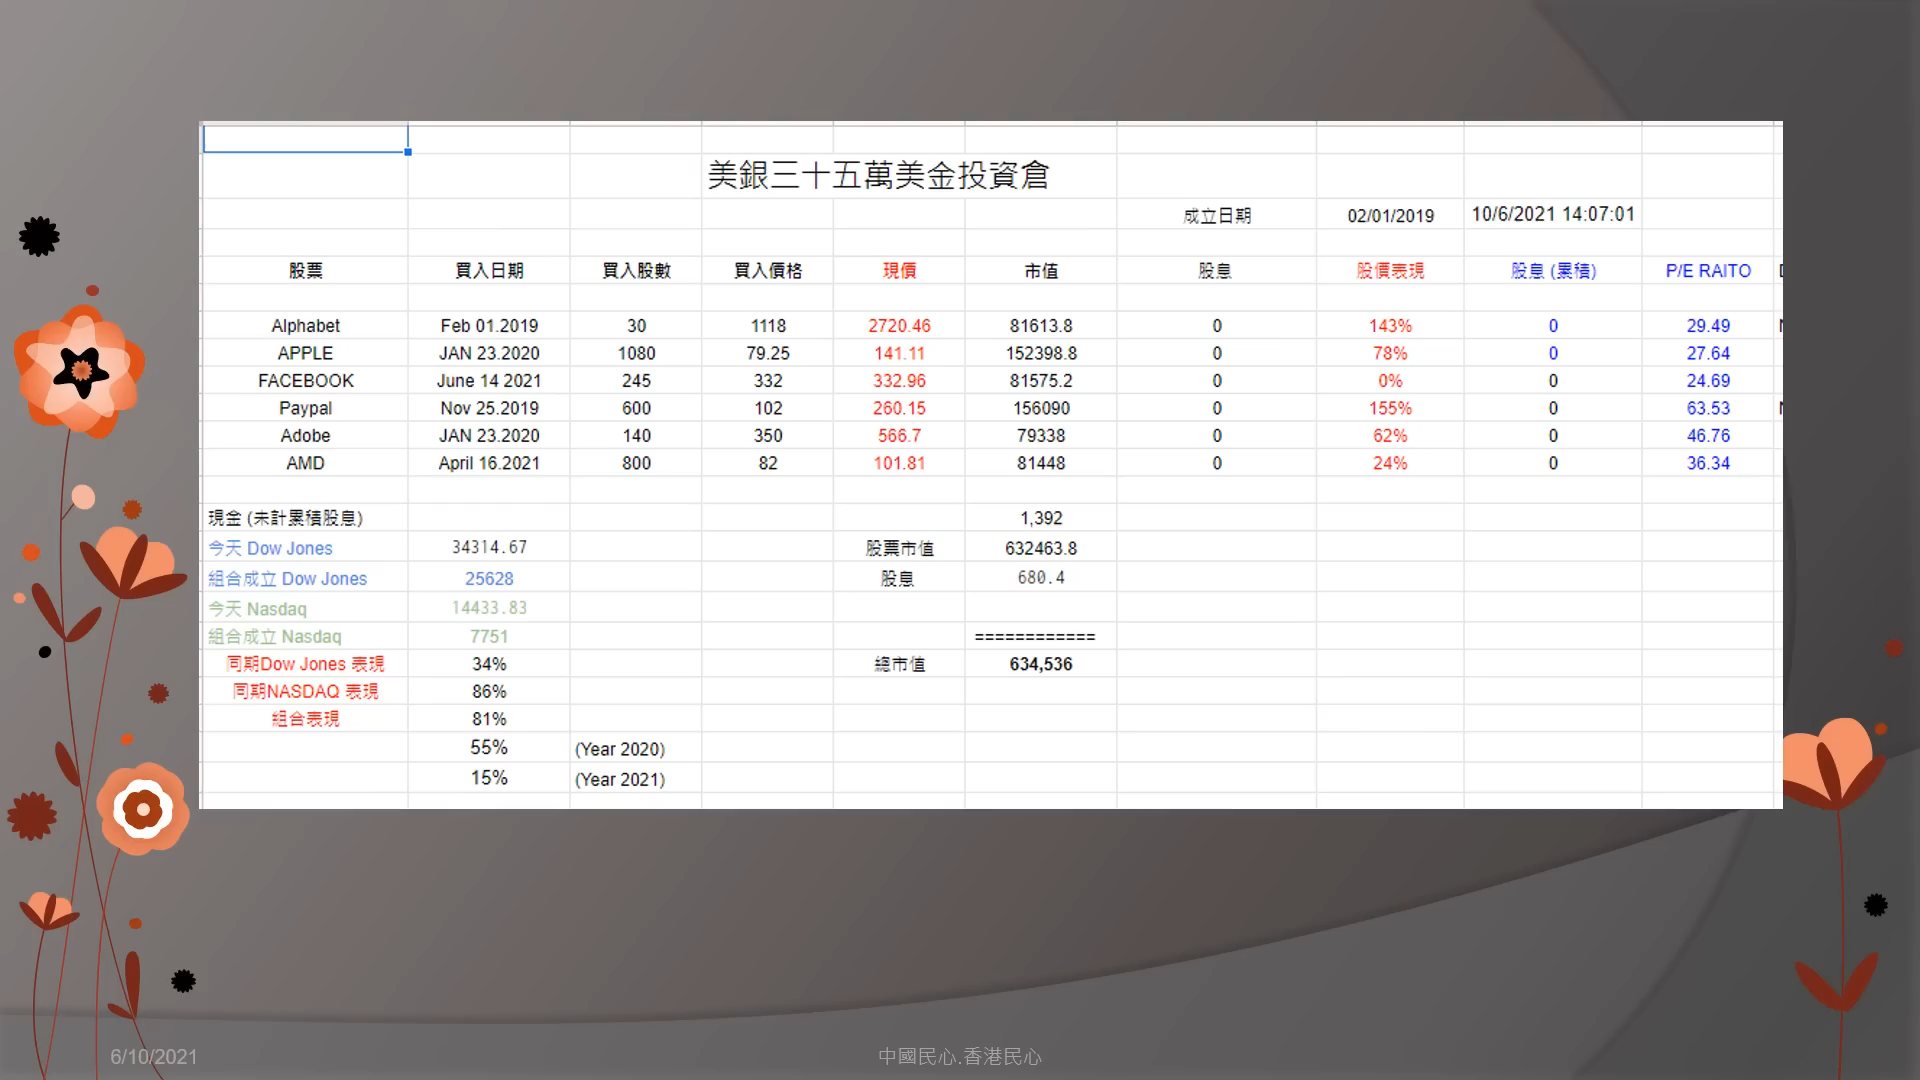 美銀三十五萬美金投資倉
成立日期 02/01/2019 10/6/2021 14:07:01
股票 買入日期 買入股數 買入價格 現價 市值 股息 股價表現 股息 (累積) P/E RAITO
Alphabet Feb 01.2019 30 1118 2720.46 81613.8 0 143% 0 29.49
APPLE JAN 23.2020 1080 79.25 141.11 152398.8 0 78% 0 27.64
FACEBOOK June 14 2021 245 332 332.96 81575.2 0 0% 0 24.69
Paypal Nov 25.2019 600 102 260.15 156090 0 155% 0 63.53
Adobe JAN 23.2020 140 350 566.7 79338 0 62% 0 46.76
AMD April 16.2021 800 82 101.81 81448 0 24% 0 36.34
現金 (未計累積股息) 1,392
今天 Dow Jones 34314.67 股票市值 632463.8
組合成立 Dow Jones 25628 股息 680.4
今天 Nasdaq 14433.83
組合成立 Nasdaq 7751 ============
同期Dow Jones 表現 34% 總市值 634,536
同期NASDAQ 表現 86%
組合表現 81%
55% (Year 2020)
15% (Year 2021)
6/10/2021 中國民心.香港民心